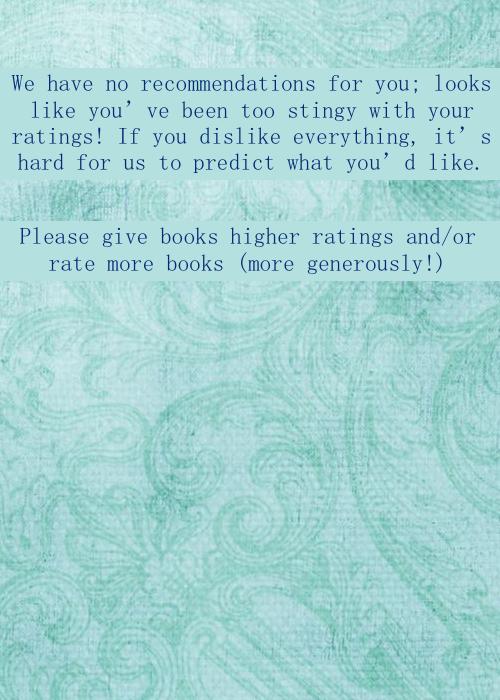 We have no recommendations for you; looks
like you’ve been too stingy with your
ratings! If you dislike everything, it’s
hard for us to predict what you’d like.
Please give books higher ratings and/or
rate more books (more generously!)